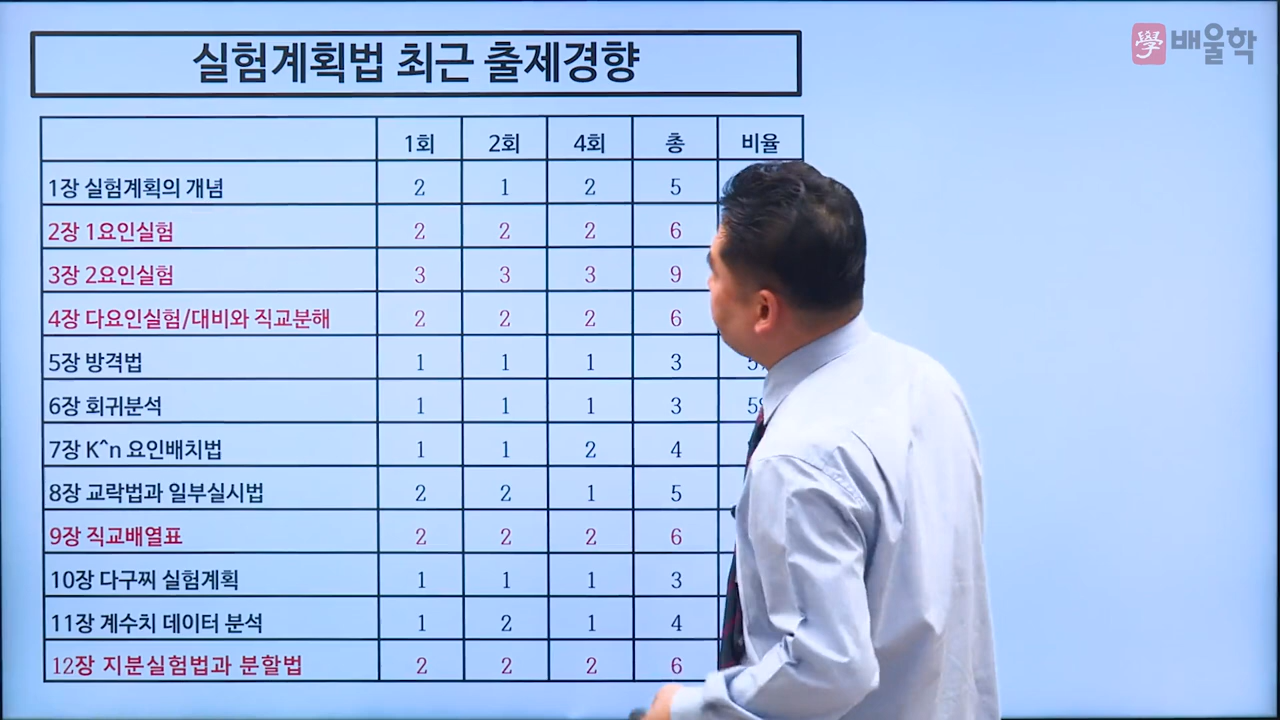 學 배울학
실험계획법 최근 출제경향
1회 2회 4회 총 비율
1장 실험계획의 개념 2 1 2 5
2장 1요인실험 2 2 2 6
3장 2요인실험 3 3 3 9
4장 다요인실험/대비와 직교분해 2 2 2 6
5장 방격법 1 1 1 3
6장 회귀분석 1 1 1 3
7장 K^n 요인배치법 1 1 2 4
8장 교락법과 일부실시법 2 2 1 5
9장 직교배열표 2 2 2 6
10장 다구찌 실험계획 1 1 1 3
11장 계수치 데이터 분석 1 2 1 4
12장 지분실험법과 분할법 2 2 2 6